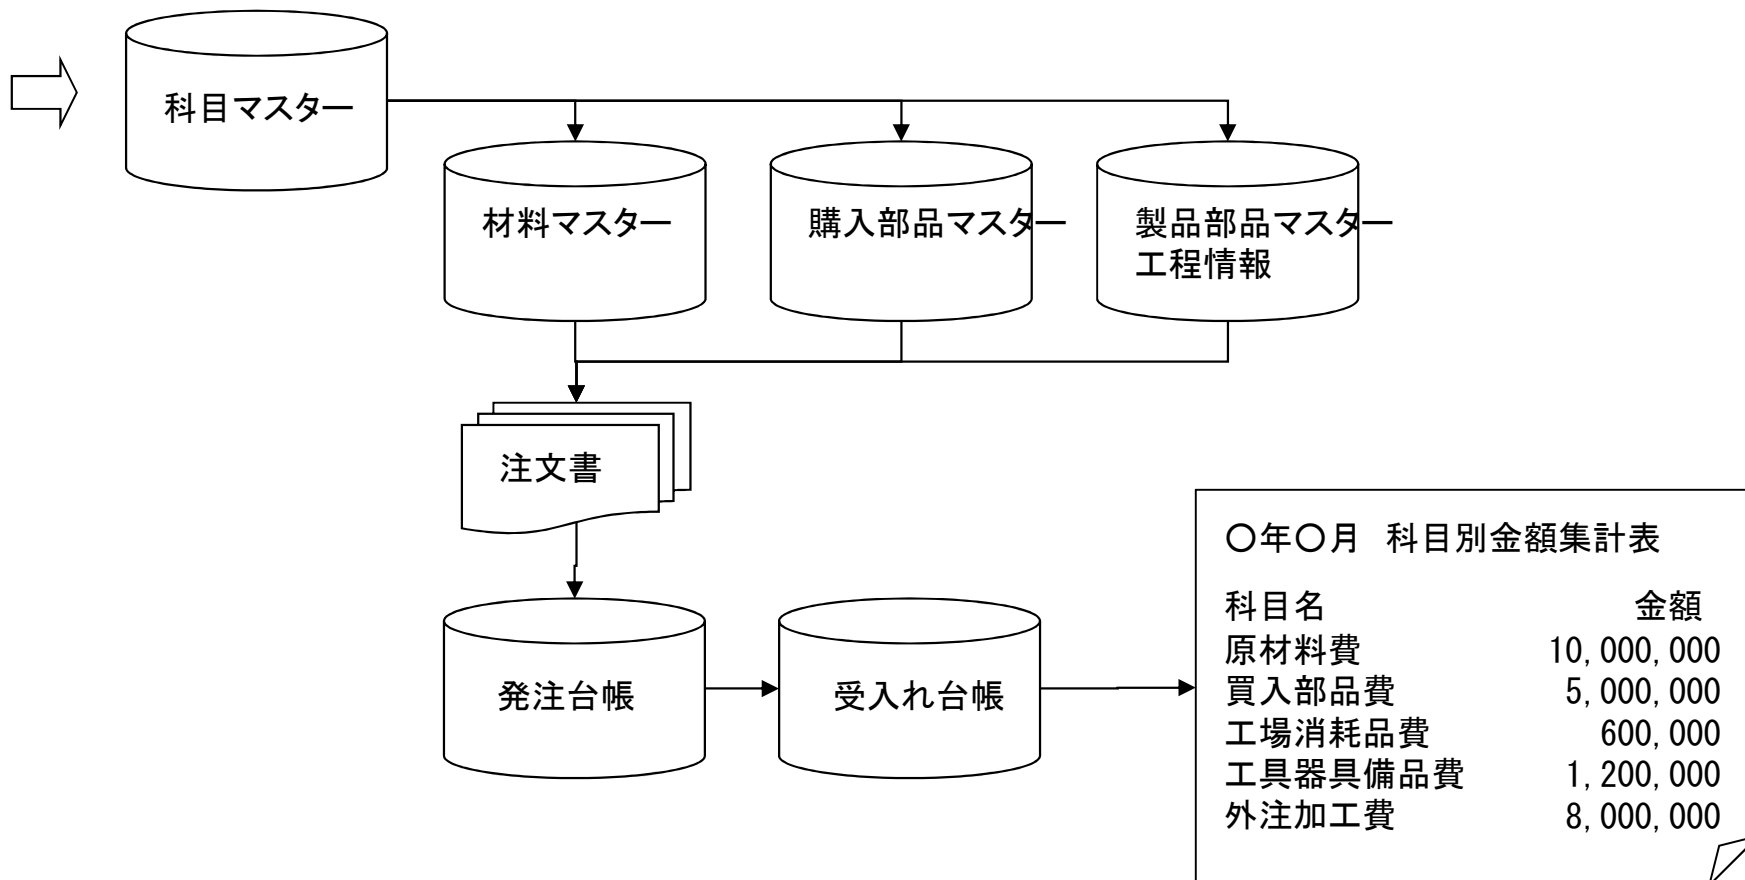 科目マスター
材料マスター
購入部品マスター
製品部品マスター
工程情報
注文書
発注台帳
受入れ台帳
〇年〇月 科目別金額集計表
科目名 金額
原材料費 10,000,000
買入部品費 5,000,000
工場消耗品費 600,000
工具器具備品費 1,200,000
外注加工費 8,000,000